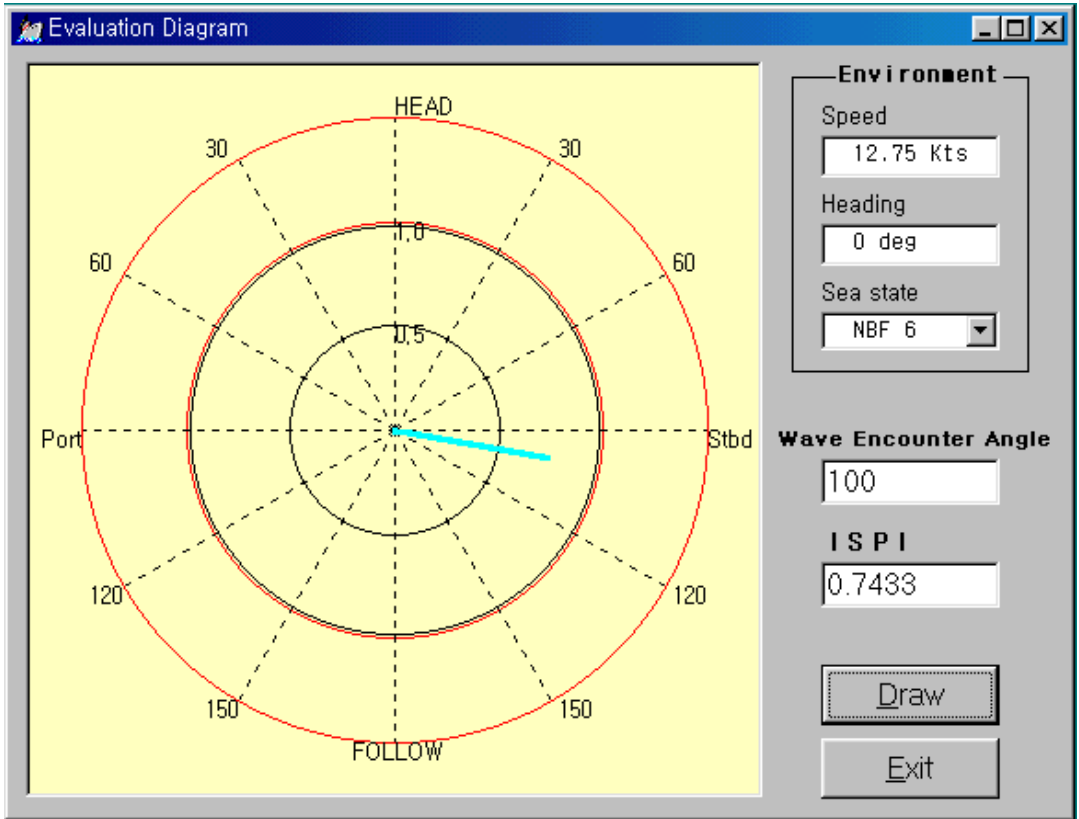 Evaluation Diagram
HEAD
30
30
1,0
60
60
0,5
Port
Stbd
120
120
150
150
FOLLOW
Environment
Speed
12.75 Kts
Heading
0 deg
Sea state
NBF 6
Wave Encounter Angle
100
I S P I
0.7433
Draw
Exit